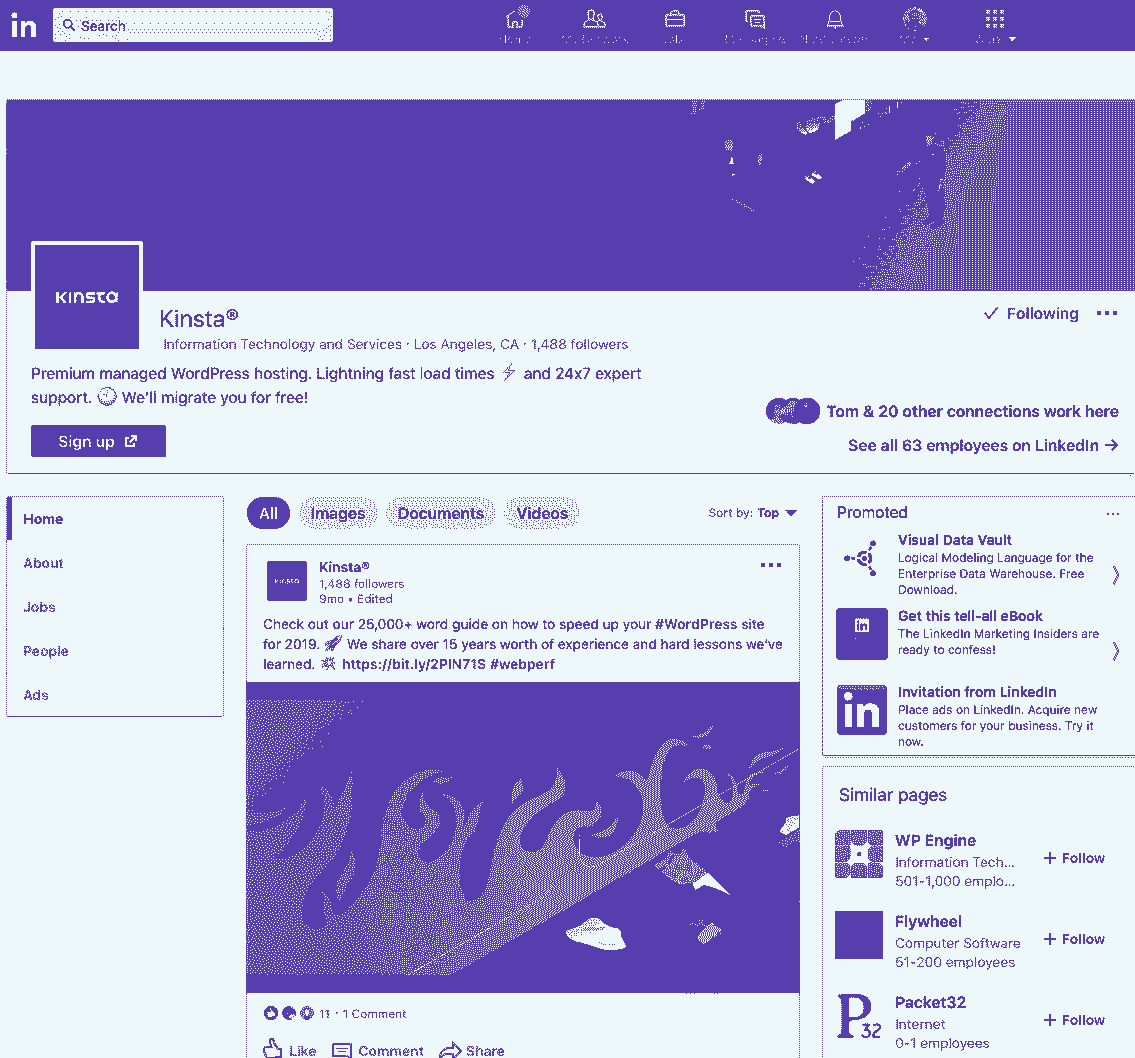 in
Search
Kinsta
Kinsta®
Information Technology and Services · Los Angeles, CA · 1,488 followers
Premium managed WordPress hosting. Lightning fast load times ⚡ and 24x7 expert
support. We'll migrate you for free!
Sign up
Following
Tom & 20 other connections work here
See all 63 employees on LinkedIn →
Home
About
Jobs
People
Ads
All
Images
Documents
Videos
Sort by: Top
Kinsta
Kinsta®
1,488 followers
9mo • Edited
Check out our 25,000+ word guide on how to speed up your #WordPress site
for 2019. 🚀 We share over 15 years worth of experience and hard lessons we've
learned. 💥 https://bit.ly/2PIN71S #webperf
11 · 1 Comment
Like
Comment
Share
Promoted
Visual Data Vault
Logical Modeling Language for the
Enterprise Data Warehouse. Free
Download.
in
Get this tell-all eBook
The LinkedIn Marketing Insiders are
ready to confess!
in
Invitation from LinkedIn
Place ads on LinkedIn. Acquire new
customers for your business. Try it
now.
Similar pages
WP Engine
Information Tech...
501-1,000 emplo...
+ Follow
Flywheel
Computer Software
51-200 employees
+ Follow
P32
Packet32
Internet
0-1 employees
+ Follow